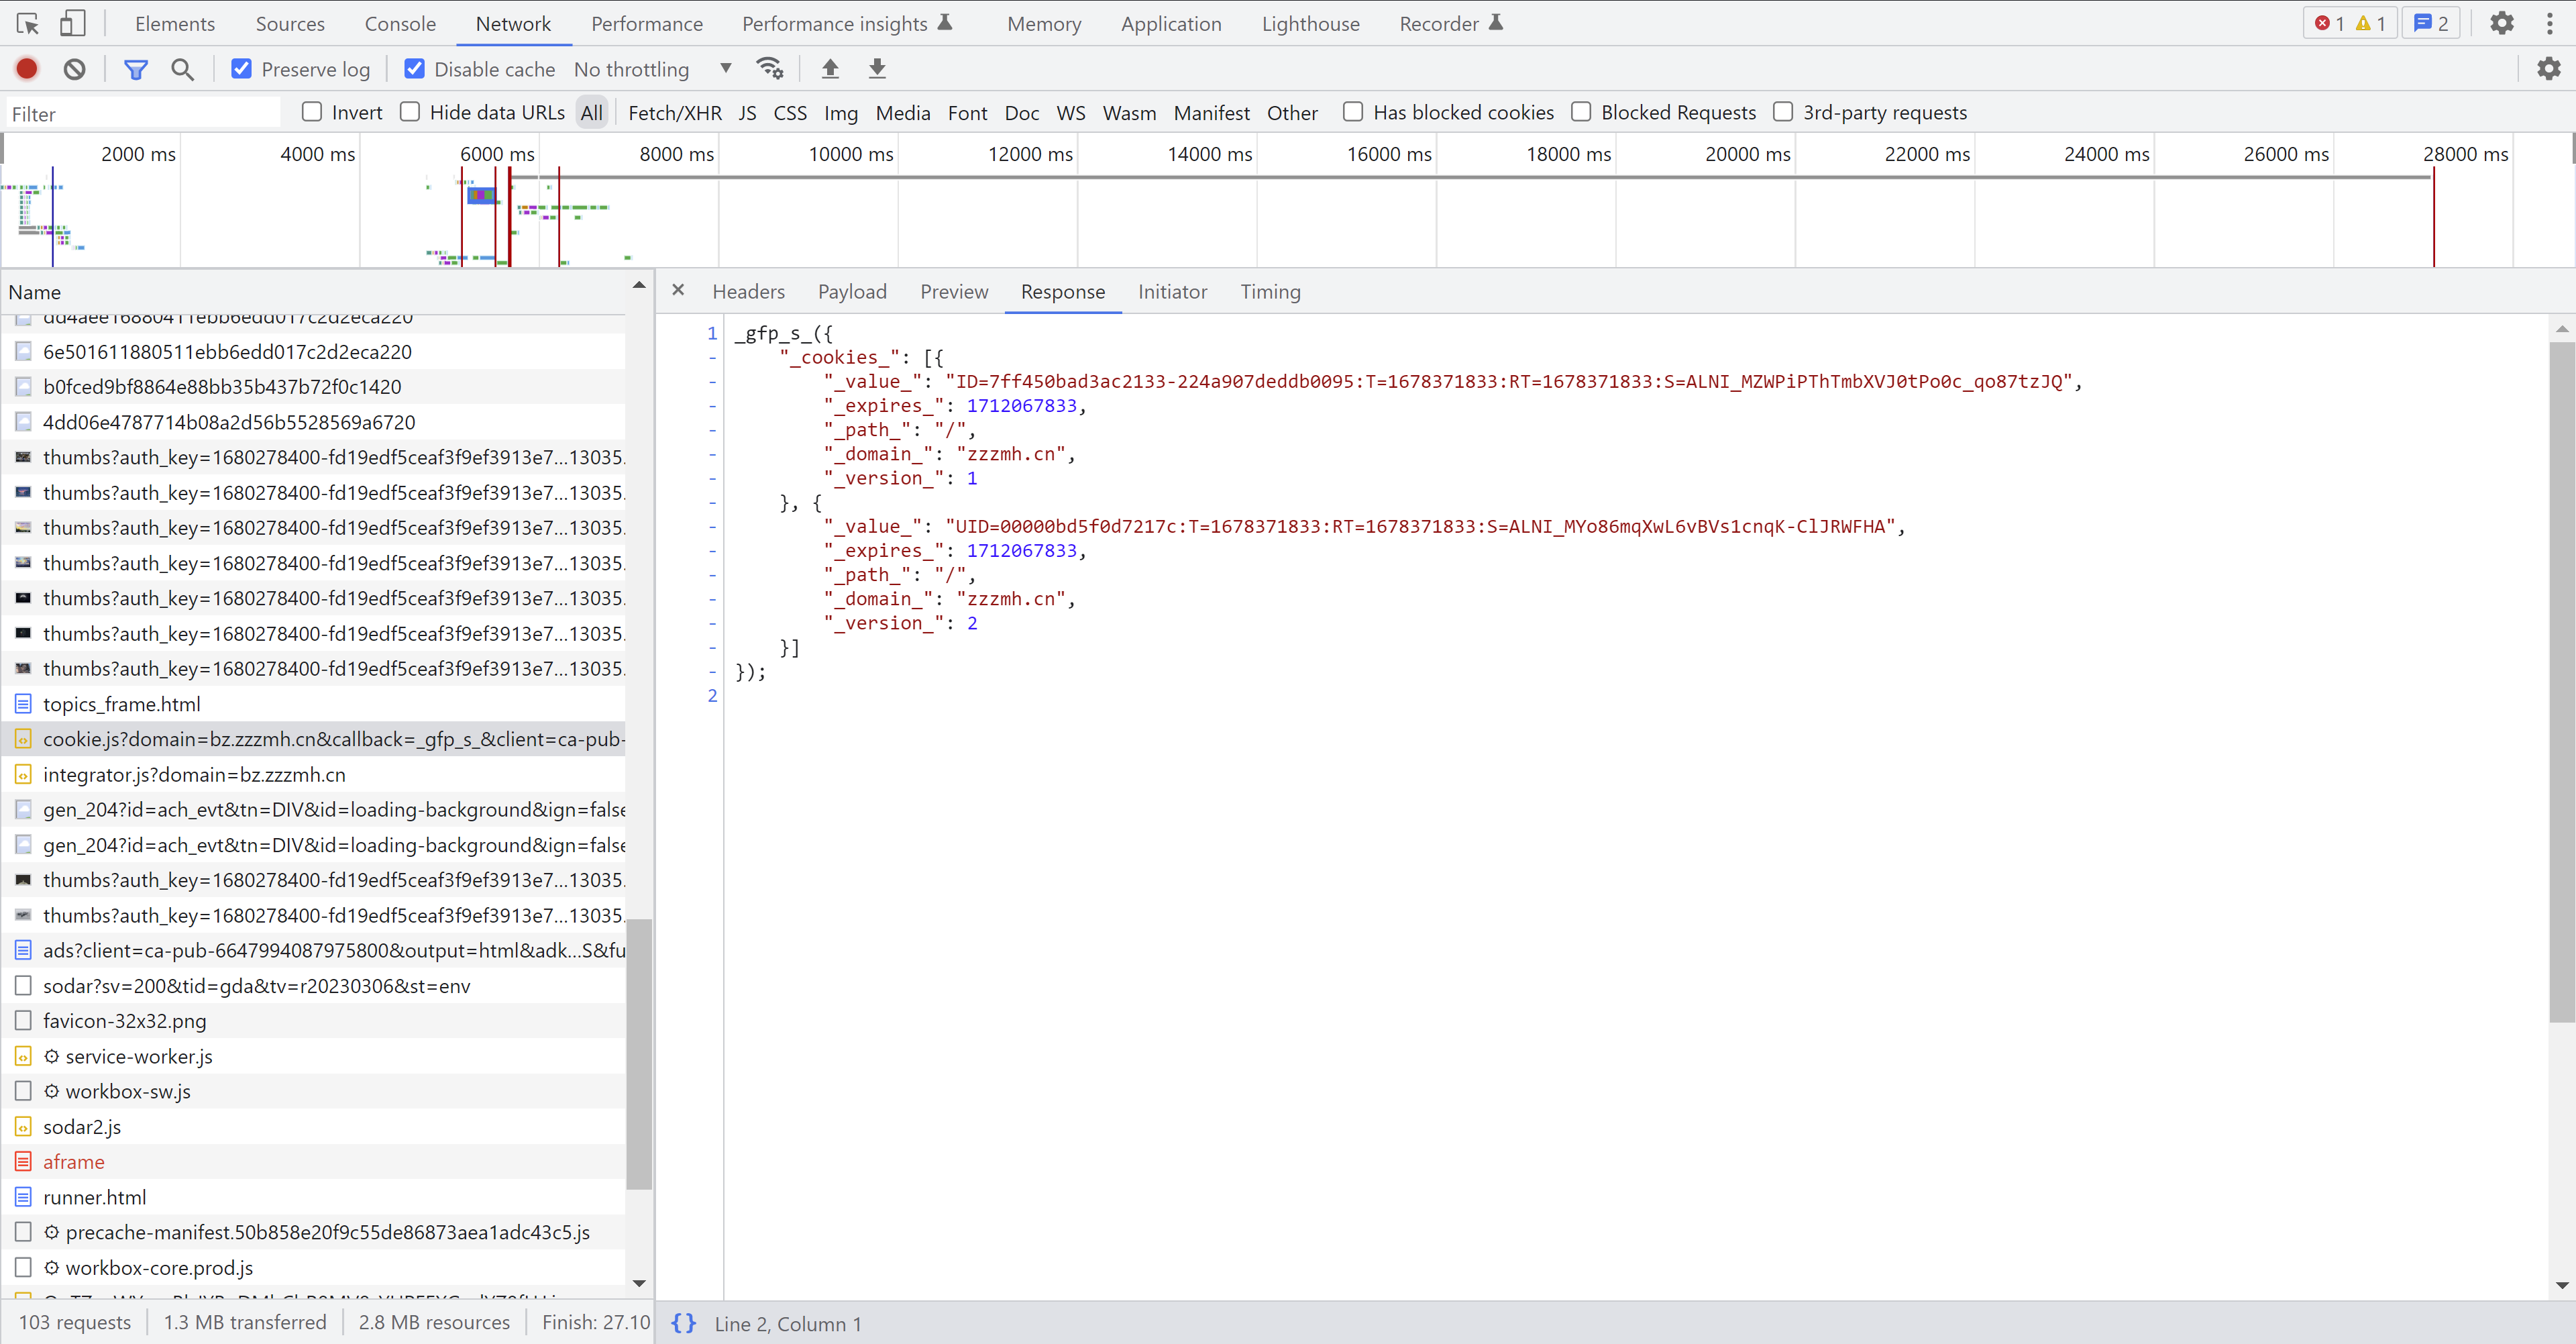 Elements Sources Console Network Performance Performance insights Memory Application Lighthouse Recorder 1 1 2
Preserve log Disable cache No throttling
Filter Invert Hide data URLs All Fetch/XHR JS CSS Img Media Font Doc WS Wasm Manifest Other Has blocked cookies Blocked Requests 3rd-party requests
2000 ms 4000 ms 6000 ms 8000 ms 10000 ms 12000 ms 14000 ms 16000 ms 18000 ms 20000 ms 22000 ms 24000 ms 26000 ms 28000 ms
Name
dd4aee16880411ebb6edd017c2d2eca220
6e501611880511ebb6edd017c2d2eca220
b0fced9bf8864e88bb35b437b72f0c1420
4dd06e4787714b08a2d56b5528569a6720
thumbs?auth_key=1680278400-fd19edf5ceaf3f9ef3913e7...13035.
thumbs?auth_key=1680278400-fd19edf5ceaf3f9ef3913e7...13035.
thumbs?auth_key=1680278400-fd19edf5ceaf3f9ef3913e7...13035.
thumbs?auth_key=1680278400-fd19edf5ceaf3f9ef3913e7...13035.
thumbs?auth_key=1680278400-fd19edf5ceaf3f9ef3913e7...13035.
thumbs?auth_key=1680278400-fd19edf5ceaf3f9ef3913e7...13035.
thumbs?auth_key=1680278400-fd19edf5ceaf3f9ef3913e7...13035.
topics_frame.html
cookie.js?domain=bz.zzzmh.cn&callback=_gfp_s_&client=ca-pub-
integrator.js?domain=bz.zzzmh.cn
gen_204?id=ach_evt&tn=DIV&id=loading-background&ign=false
gen_204?id=ach_evt&tn=DIV&id=loading-background&ign=false
thumbs?auth_key=1680278400-fd19edf5ceaf3f9ef3913e7...13035.
thumbs?auth_key=1680278400-fd19edf5ceaf3f9ef3913e7...13035.
ads?client=ca-pub-6647994087975800&output=html&adk...S&fu
sodar?sv=200&tid=gda&tv=r20230306&st=env
favicon-32x32.png
service-worker.js
workbox-sw.js
sodar2.js
aframe
runner.html
precache-manifest.50b858e20f9c55de86873aea1adc43c5.js
workbox-core.prod.js
103 requests 1.3 MB transferred 2.8 MB resources Finish: 27.10
Headers Payload Preview Response Initiator Timing
1 _gfp_s_({
- "_cookies_": [{
- "_value_": "ID=7ff450bad3ac2133-224a907deddb0095:T=1678371833:RT=1678371833:S=ALNI_MZWPiPThTmbXVJ0tPo0c_qo87tzJQ",
- "_expires_": 1712067833,
- "_path_": "/",
- "_domain_": "zzzmh.cn",
- "_version_": 1
- }, {
- "_value_": "UID=00000bd5f0d7217c:T=1678371833:RT=1678371833:S=ALNI_MYo86mqXwL6vBVs1cnqK-ClJRWFHA",
- "_expires_": 1712067833,
- "_path_": "/",
- "_domain_": "zzzmh.cn",
- "_version_": 2
- }]
- });
2
{} Line 2, Column 1